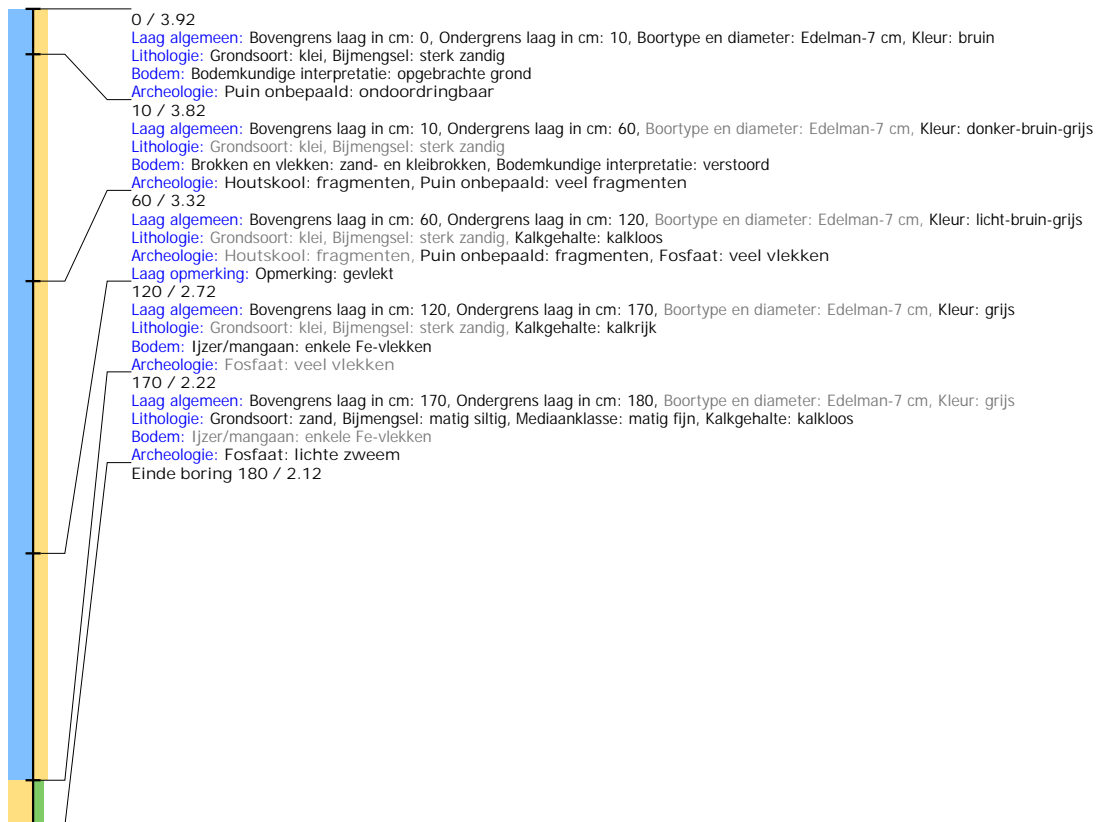 0 / 3.92
Laag algemeen: Bovengrens laag in cm: 0, Ondergrens laag in cm: 10, Boortype en diameter: Edelman-7 cm, Kleur: bruin
Lithologie: Grondsoort: klei, Bijmengsel: sterk zandig
Bodem: Bodemkundige interpretatie: opgebrachte grond
Archeologie: Puin onbepaald: ondoordringbaar
10 / 3.82
Laag algemeen: Bovengrens laag in cm: 10, Ondergrens laag in cm: 60, Boortype en diameter: Edelman-7 cm, Kleur: donker-bruin-grijs
Lithologie: Grondsoort: klei, Bijmengsel: sterk zandig
Bodem: Brokken en vlekken: zand- en kleibrokken, Bodemkundige interpretatie: verstoord
Archeologie: Houtskool: fragmenten, Puin onbepaald: veel fragmenten
60 / 3.32
Laag algemeen: Bovengrens laag in cm: 60, Ondergrens laag in cm: 120, Boortype en diameter: Edelman-7 cm, Kleur: licht-bruin-grijs
Lithologie: Grondsoort: klei, Bijmengsel: sterk zandig, Kalkgehalte: kalkloos
Archeologie: Houtskool: fragmenten, Puin onbepaald: fragmenten, Fosfaat: veel vlekken
Laag opmerking: Opmerking: gevlekt
120 / 2.72
Laag algemeen: Bovengrens laag in cm: 120, Ondergrens laag in cm: 170, Boortype en diameter: Edelman-7 cm, Kleur: grijs
Lithologie: Grondsoort: klei, Bijmengsel: sterk zandig, Kalkgehalte: kalkrijk
Bodem: Ijzer/mangaan: enkele Fe-vlekken
Archeologie: Fosfaat: veel vlekken
170 / 2.22
Laag algemeen: Bovengrens laag in cm: 170, Ondergrens laag in cm: 180, Boortype en diameter: Edelman-7 cm, Kleur: grijs
Lithologie: Grondsoort: zand, Bijmengsel: matig siltig, Mediaanklasse: matig fijn, Kalkgehalte: kalkloos
Bodem: Ijzer/mangaan: enkele Fe-vlekken
Archeologie: Fosfaat: lichte zweem
Einde boring 180 / 2.12